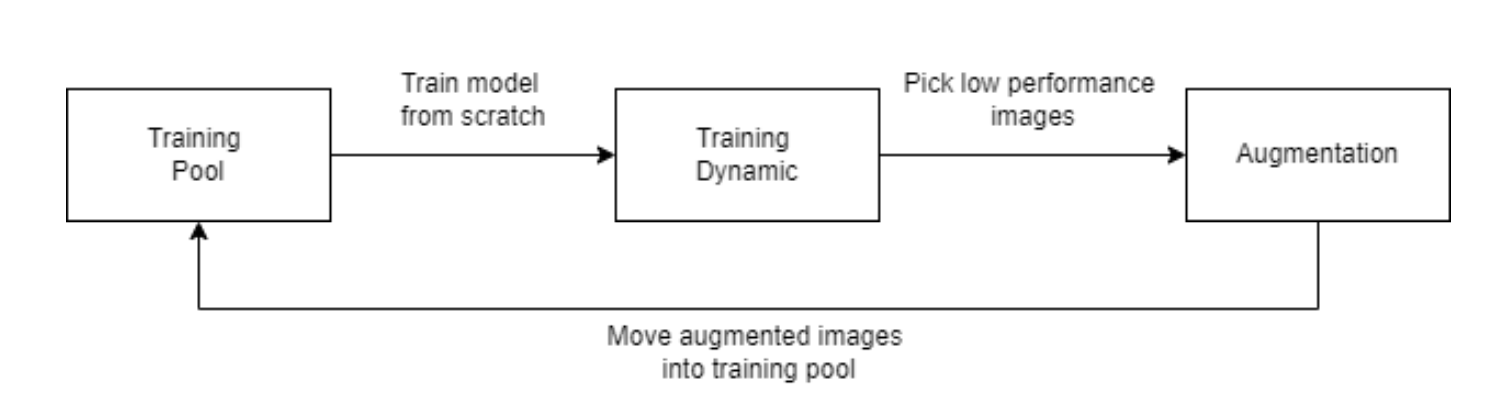 Train model
from scratch
Pick low performance
images
Training
Pool
Training
Dynamic
Augmentation
Move augmented images
into training pool